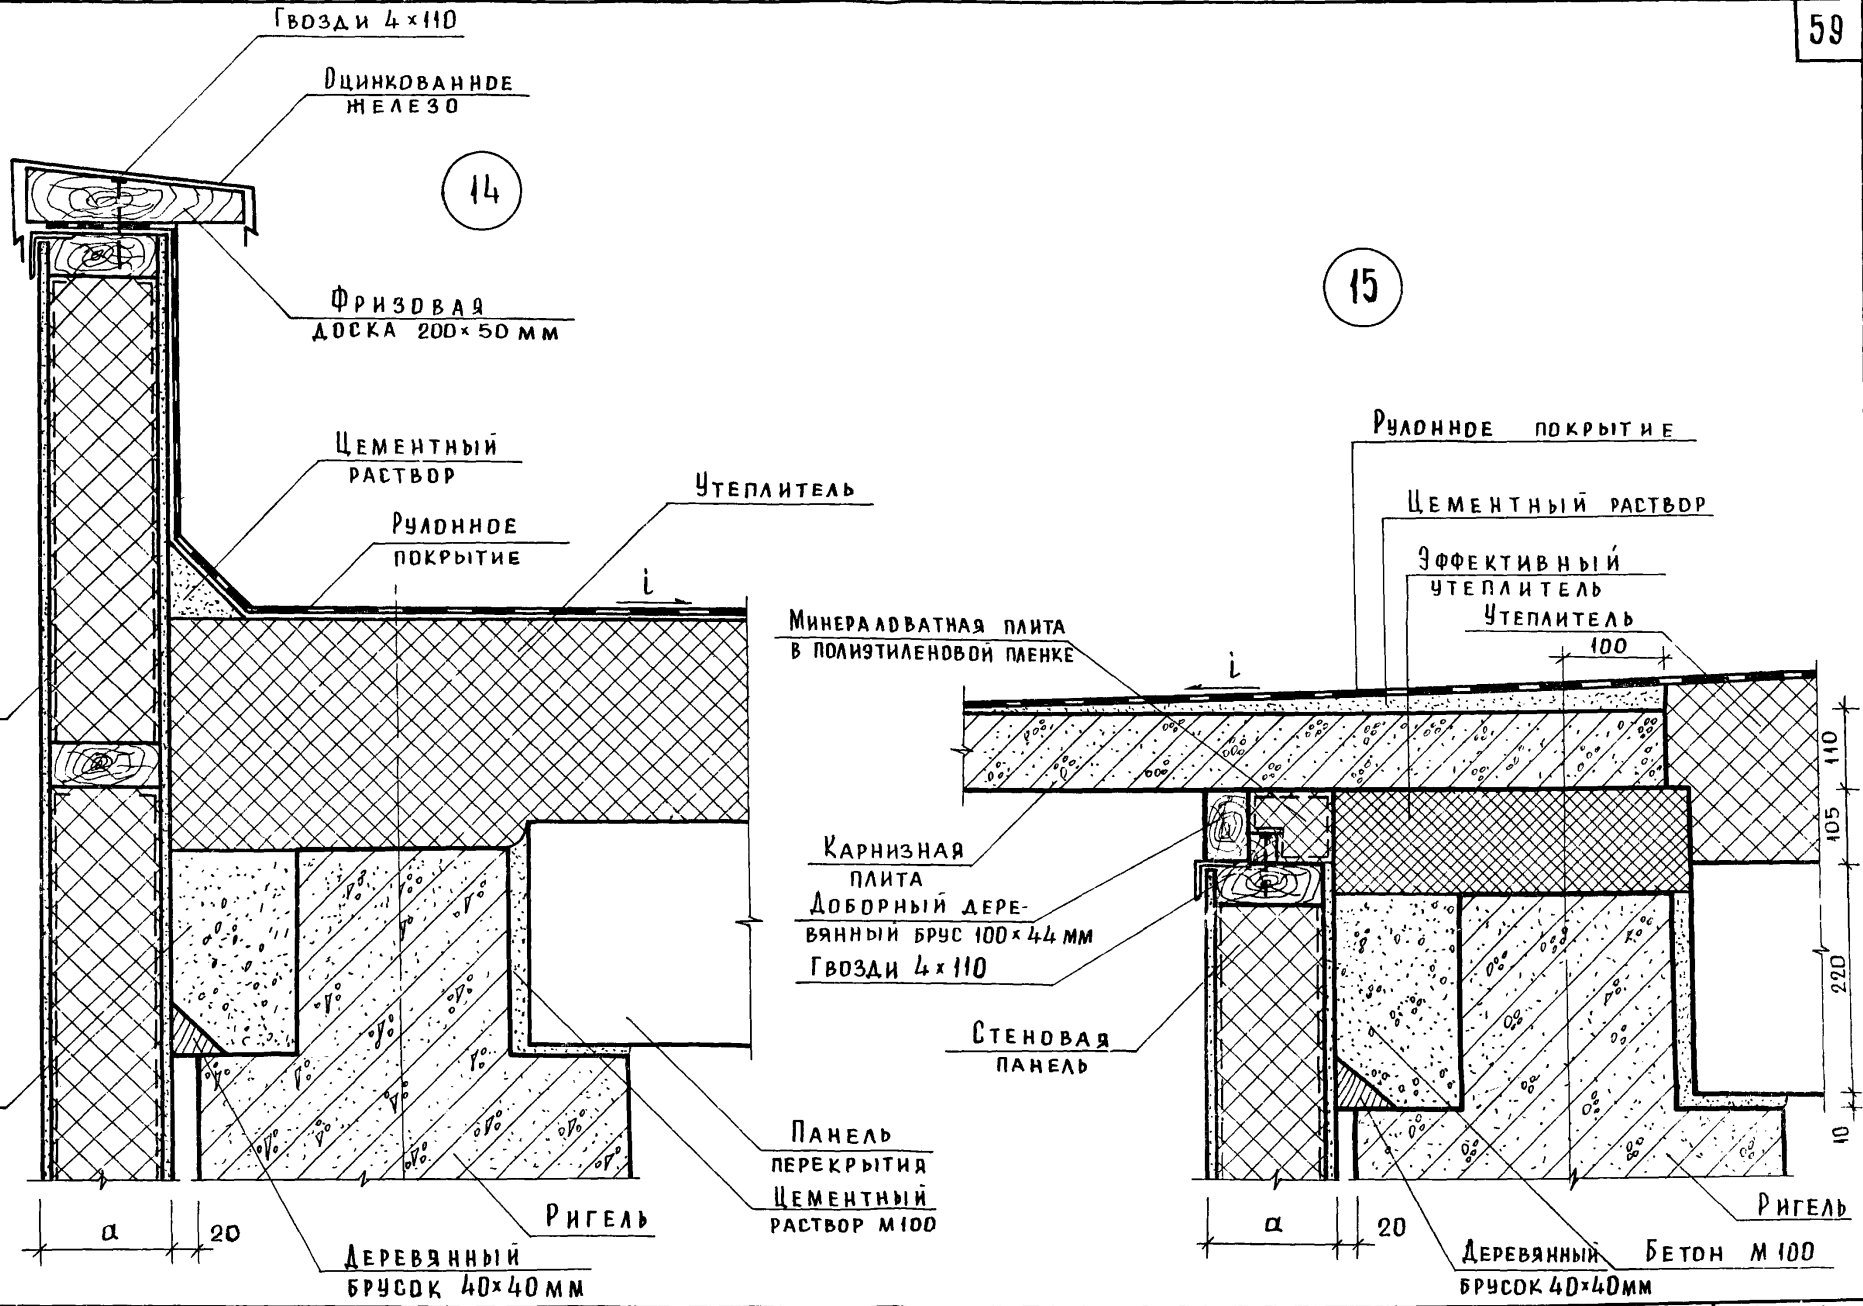 59
Гвозди 4×110
Оцинкованное
железо
14
Фризовая
доска 200×50 мм
Цементный
раствор
Рулонное
покрытие
Утеплитель
i
Панель
перекрытия
Цементный
раствор М100
Ригель
Деревянный
брусок 40×40 мм
а
20
15
Рулонное покрытие
Цементный раствор
Эффективный
утеплитель
Утеплитель
100
Минераловатная плита
в полиэтиленовой пленке
i
Карнизная
плита
Доборный дере-
вянный брус 100×44 мм
Гвозди 4×110
Стеновая
панель
110
105
220
10
Ригель
Бетон М 100
Деревянный
брусок 40×40мм
а
20